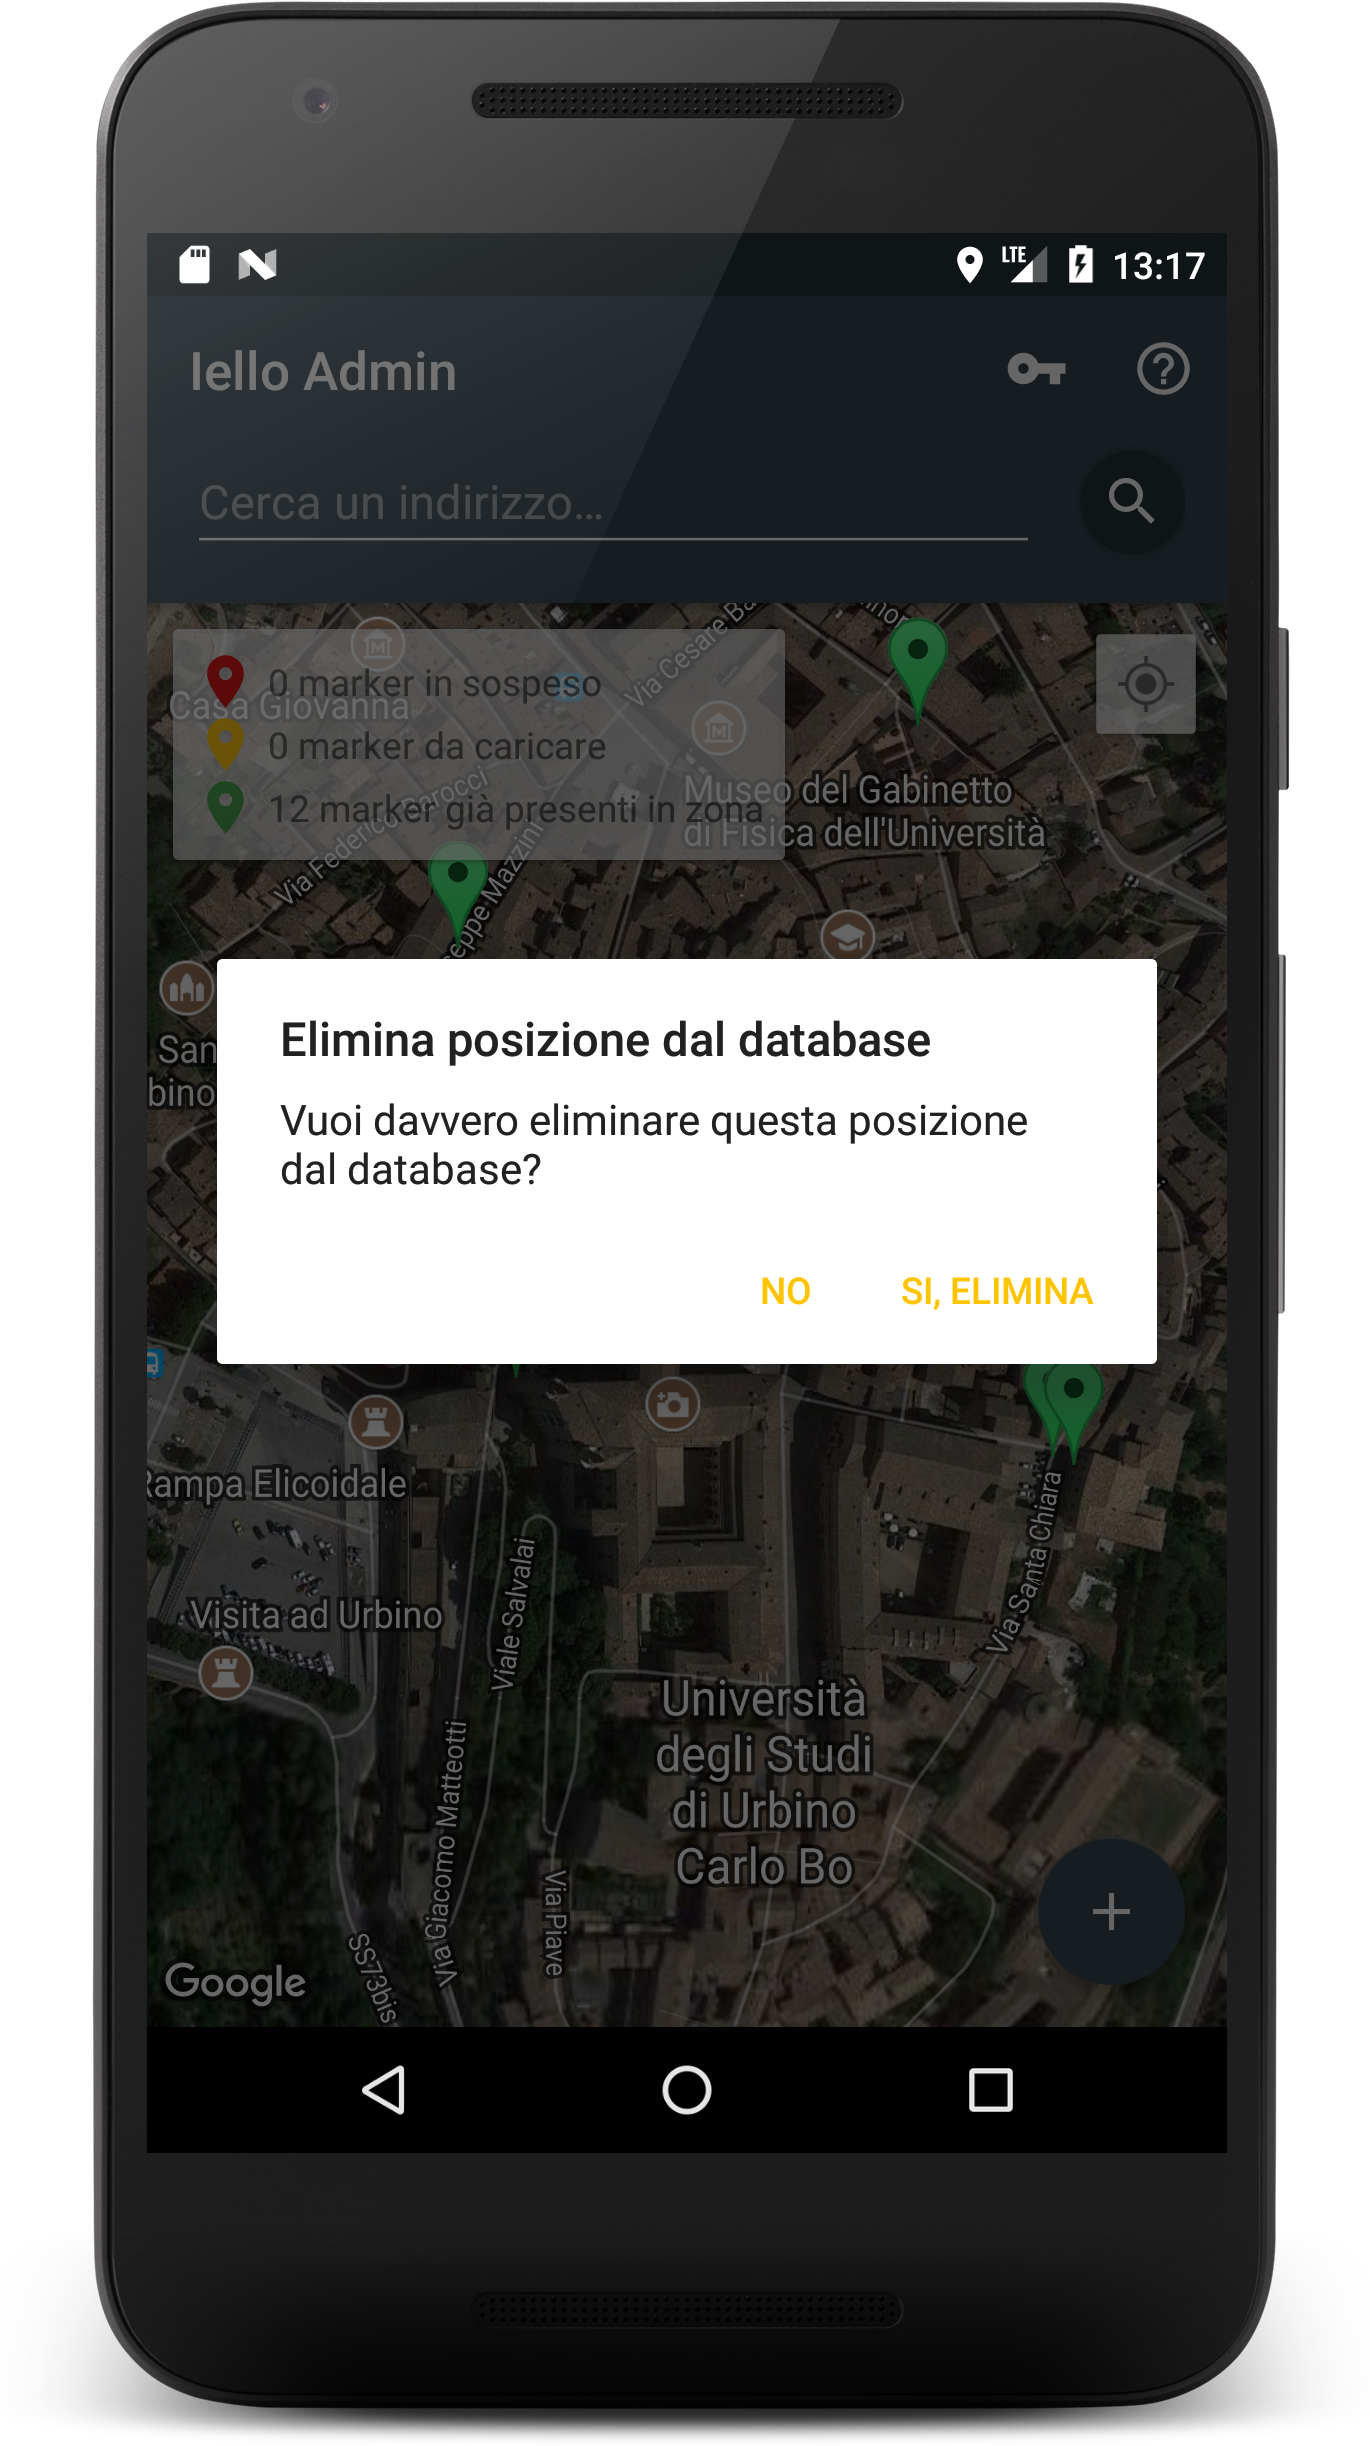 LTE 13:17
Iello Admin
Cerca un indirizzo...
0 marker in sospeso
Casa Giovanna
0 marker da caricare
12 marker già presenti in zona
Via Cesare Ba
Museo del Gabinetto
di Fisica dell'Università
Via Federico Barocci
seppe Mazzini
San
bino
Elimina posizione dal database
Vuoi davvero eliminare questa posizione
dal database?
NO SI, ELIMINA
Rampa Elicoidale
Visita ad Urbino
Viale Salvalai
Via Santa Chiara
Università
degli Studi
di Urbino
Carlo Bo
Via Giacomo Matteotti
Via Piave
SS73bis
Google